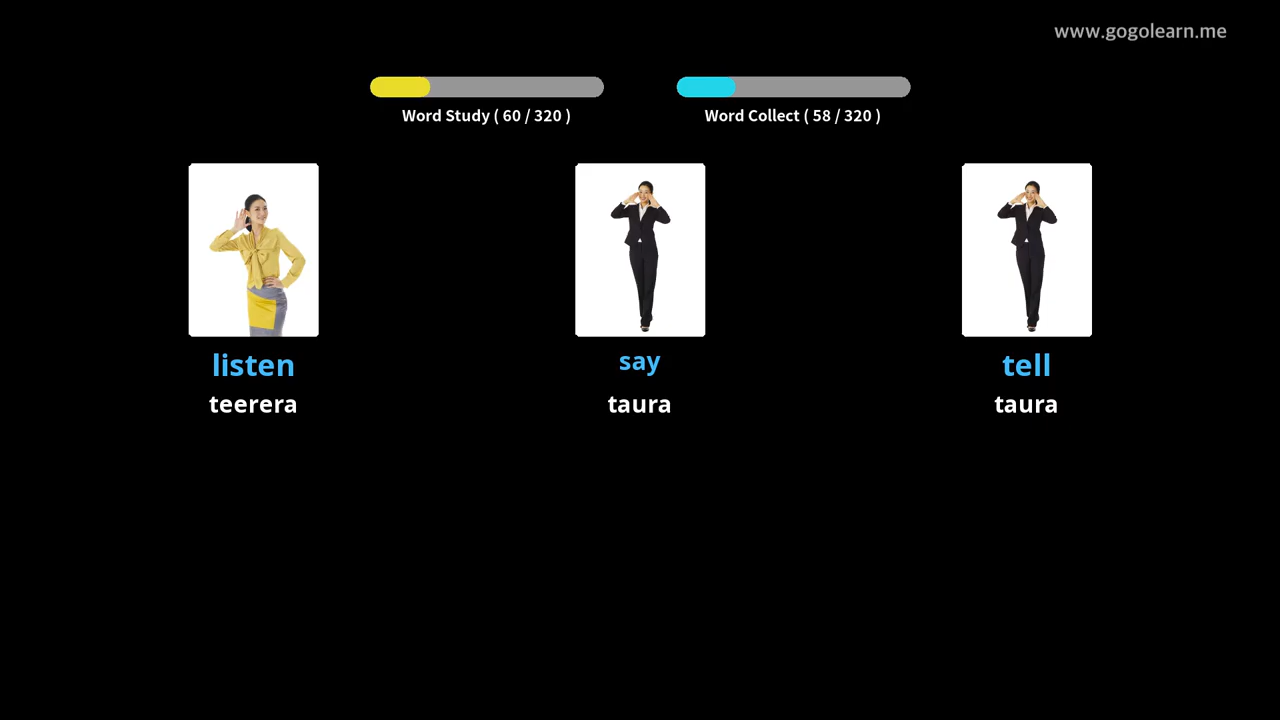 www.gogolearn.me
Word Study ( 60 / 320 )
Word Collect ( 58 / 320 )
listen
teerera
say
taura
tell
taura